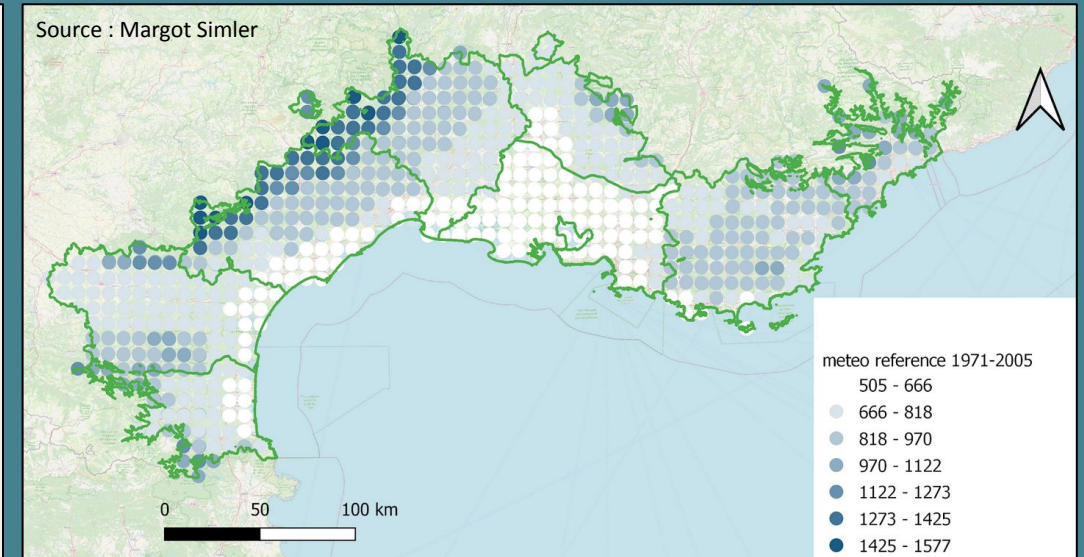 Source : Margot Simler
meteo reference 1971-2005
505 - 666
666 - 818
818 - 970
970 - 1122
1122 - 1273
1273 - 1425
1425 - 1577
0 50 100 km